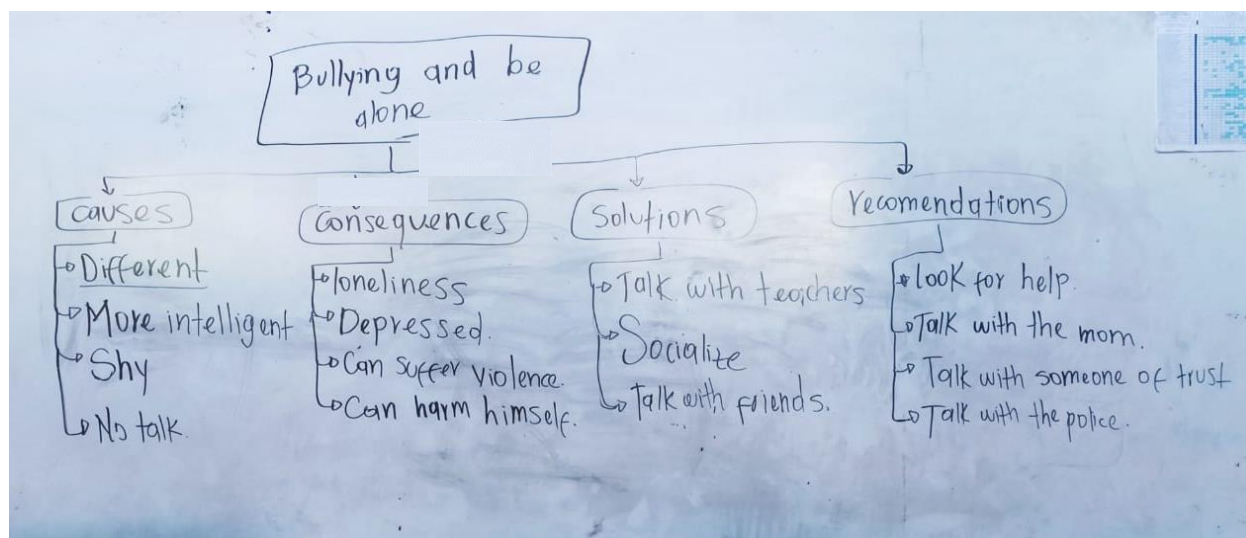 Bullying and be
alone
causes
Different
More intelligent
Shy
No talk.
Consequences
loneliness
Depressed.
Can suffer violence.
Can harm himself.
Solutions
Talk with teachers
Socialize
Talk with friends.
recomendations
look for help.
Talk with the mom.
Talk with someone of trust
Talk with the police.